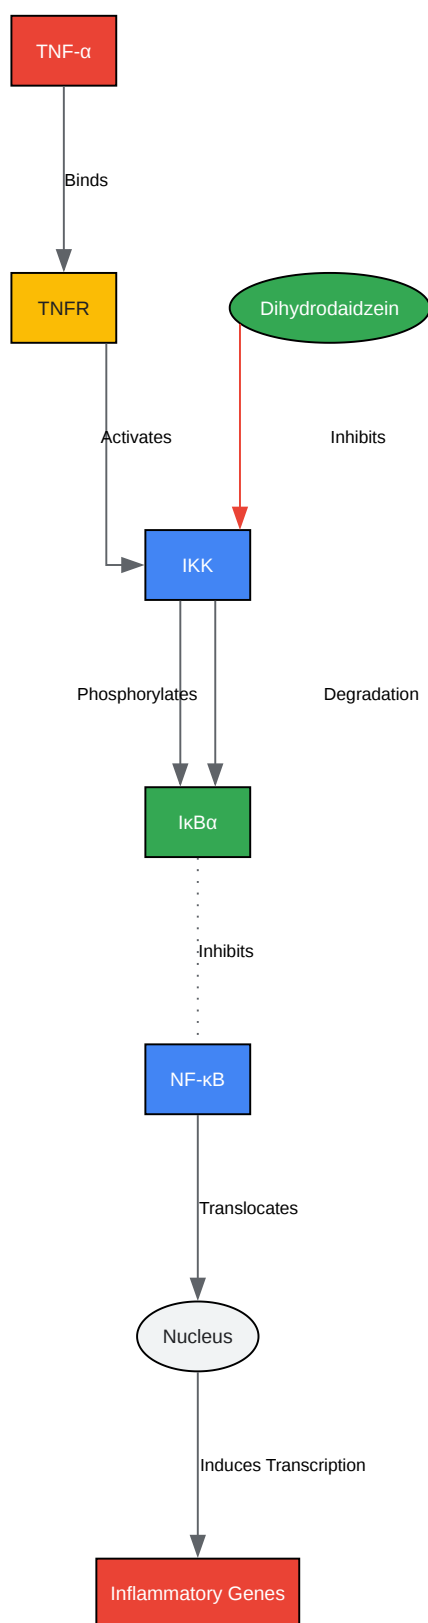 TNF-α
Binds
TNFR
Dihydrodaidzein
Activates
Inhibits
IKK
Phosphorylates
Degradation
IκBα
Inhibits
NF-κB
Translocates
Nucleus
Induces Transcription
Inflammatory Genes